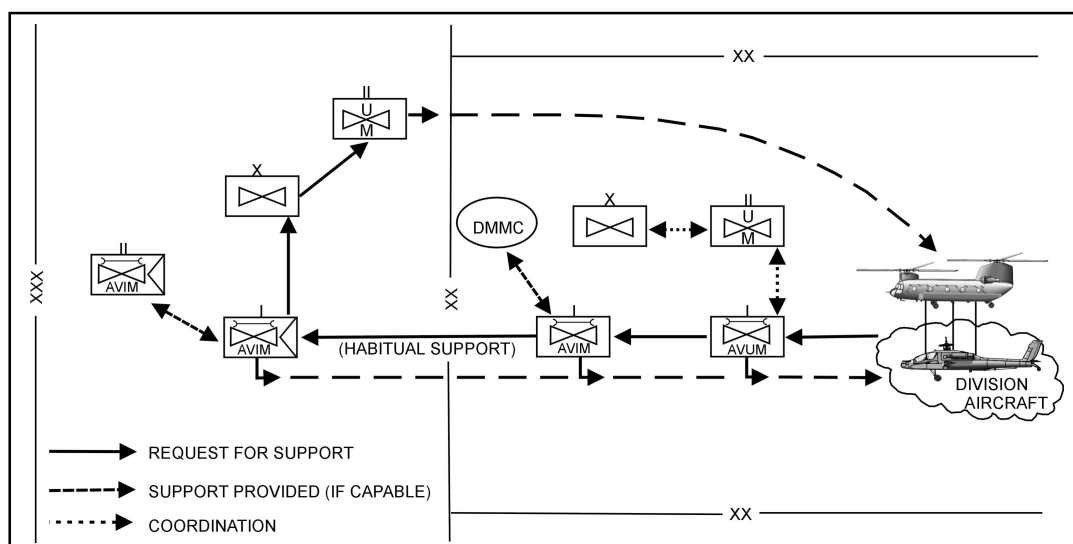 XX
II
U
M
X
X
II
U
M
DMMC
II
AVIM
XXX
XX
I
AVIM
(HABITUAL SUPPORT)
I
AVIM
I
AVUM
DIVISION
AIRCRAFT
REQUEST FOR SUPPORT
SUPPORT PROVIDED (IF CAPABLE)
COORDINATION
XX